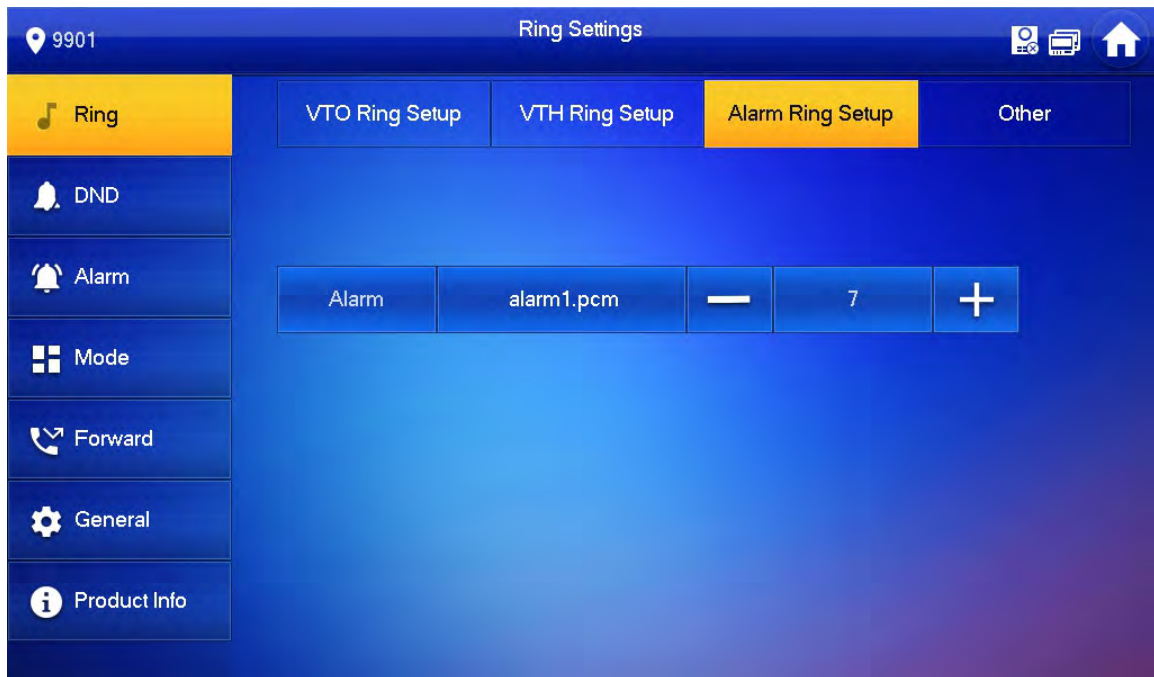 9901
Ring Settings
Ring
VTO Ring Setup
VTH Ring Setup
Alarm Ring Setup
Other
DND
Alarm
Alarm
alarm1.pcm
7
Mode
Forward
General
Product Info